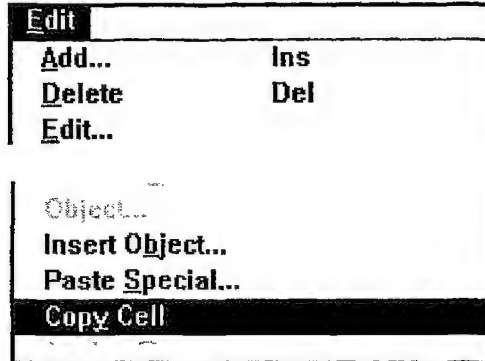 Edit
Add... Ins
Delete Del
Edit...
Object...
Insert Object...
Paste Special...
Copy Cell